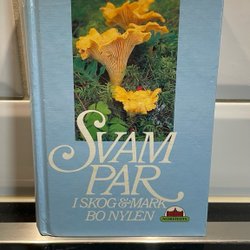 SVAM
PAR
I SKOG & MARK
BO NYLÉN